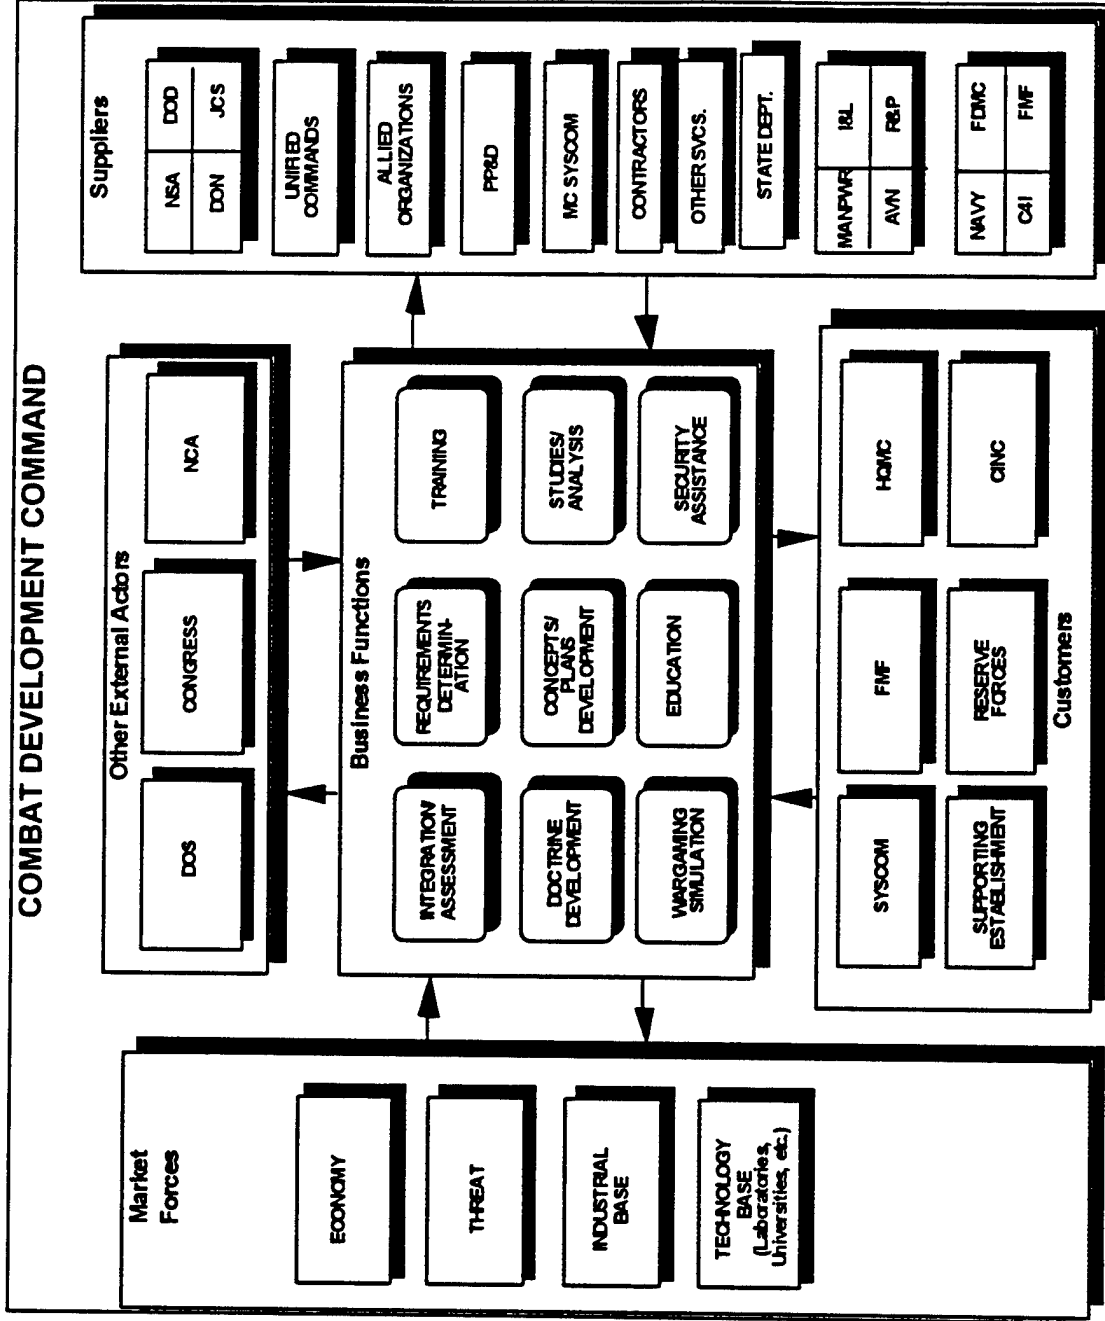 COMBAT DEVELOPMENT COMMAND
Market
Forces
ECONOMY
THREAT
INDUSTRIAL
BASE
TECHNOLOGY
BASE
(Laboratories,
Universities, etc.)
Other External Actors
DOS
CONGRESS
NCA
Business Functions
INTEGRATION/
ASSESSMENT
REQUIREMENTS
DETERMIN-
ATION
TRAINING
DOCTRINE
DEVELOPMENT
CONCEPTS/
PLANS
DEVELOPMENT
STUDIES/
ANALYSIS
WARGAMING
SIMULATION
EDUCATION
SECURITY
ASSISTANCE
SYSCOM
FMF
HQMC
SUPPORTING
ESTABLISHMENT
RESERVE
FORCES
CINC
Customers
Suppliers
NSA
DOD
DON
JCS
UNIFIED
COMMANDS
ALLIED
ORGANIZATIONS
PP&D
MC SYSCOM
CONTRACTORS
OTHER SVCS.
STATE DEPT.
MANPWR
I&L
AVN
R&P
NAVY
FDMC
C4I
FMF